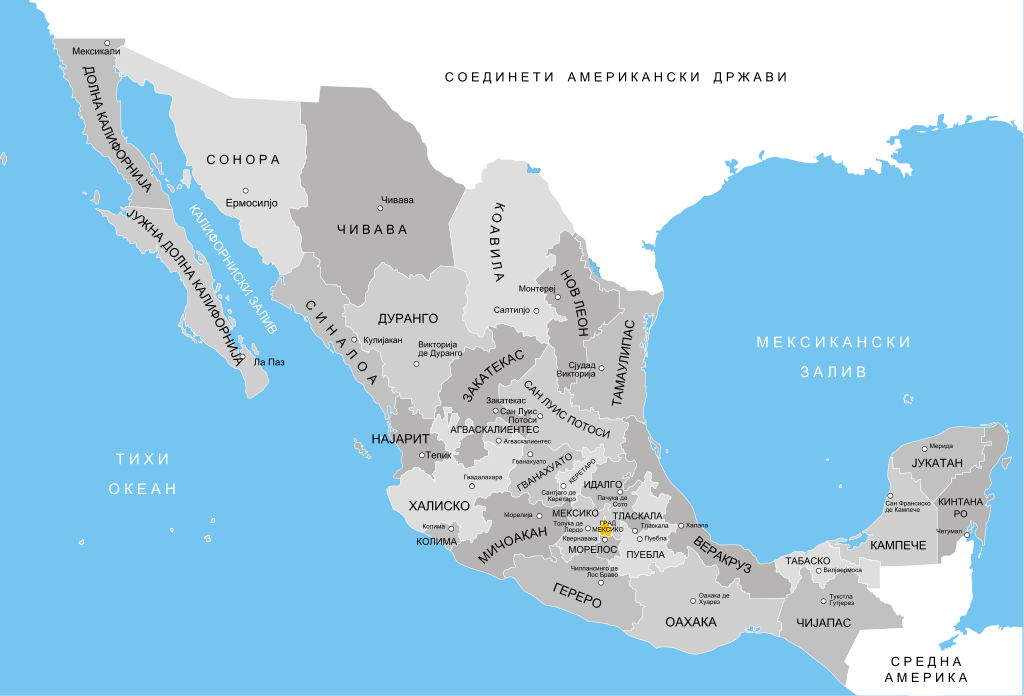 Мексикали
СОЕДИНЕТИ АМЕРИКАНСКИ ДРЖАВИ
ДОЛНА КАЛИФОРНИЈА
СОНОРА
Ермосиљо
Чивава
ЧИВАВА
КОАВИЛА
ЈУЖНА ДОЛНА КАЛИФОРНИЈА
КАЛИФОРНИСКИ ЗАЛИВ
Ла Паз
СИНАЛОА
Кулијакан
ДУРАНГО
Викторија
де Дуранго
Монтереј
Салтиљо
НОВ ЛЕОН
ТАМАУЛИПАС
Сјудад
Викторија
МЕКСИКАНСКИ
ЗАЛИВ
ЗАКАТЕКАС
Закатекас
Сан Луис
Потоси
САН ЛУИС ПОТОСИ
АГВАСКАЛИЕНТЕС
Агваскалиентес
НАЈАРИТ
Тепик
ТИХИ
ОКЕАН
Гвадалахара
ХАЛИСКО
Гванахуато
ГВАНАХУАТО
КЕРЕТАРО
Сантјаго де
Керетаро
ИДАЛГО
Пачука де
Сото
Колима
КОЛИМА
Морелија
МИЧОАКАН
МЕКСИКО
Толука де
Лердо
ГРАД
МЕКСИКО
ТЛАСКАЛА
Тласкала
Квернавака
МОРЕЛОС
Пуебла
ПУЕБЛА
Халапа
ВЕРАКРУЗ
Чилпансинго де
Лос Браво
ГЕРЕРО
Оахака де
Хуарез
ОАХАКА
ТАБАСКО
Виљаермоса
Тукстла
Гутјерез
ЧИЈАПАС
Мерида
ЈУКАТАН
Сан Франсиско
де Кампече
КАМПЕЧЕ
КИНТАНА
РО
Четумал
СРЕДНА
АМЕРИКА